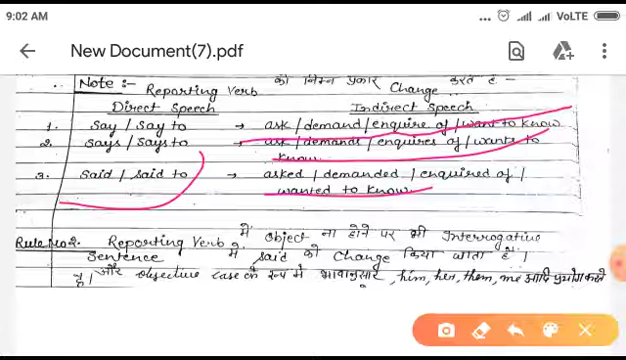 9:02 AM ... VoLTE
New Document(7).pdf
Note :- Reporting Verb को निम्न प्रकार Change करते है -
Direct Speech Indirect Speech
1. Say / Say to → ask / demand / enquire of / want to know
2. Says / Says to → ask / demands / enquires of / wants to
know
3. Said / Said to → asked / demanded / enquired of /
wanted to know
Rule No 2. Reporting Verb में object ना होने पर भी Interrogative
Sentence में said को Change किया जाता है।
और objective case के रूप में भावानुसार, him, her, them, me आदि प्रयोग करते
है।